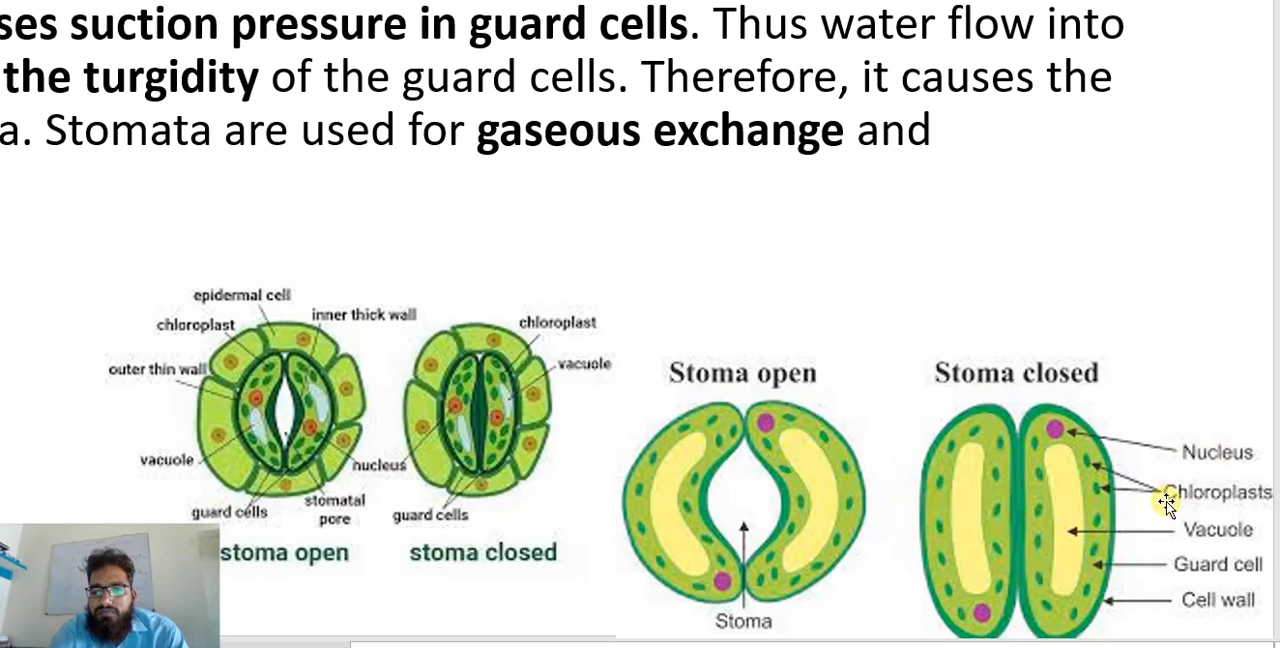 ses suction pressure in guard cells. Thus water flow into
the turgidity of the guard cells. Therefore, it causes the
a. Stomata are used for gaseous exchange and
epidermal cell
chloroplast
inner thick wall
outer thin wall
vacuole
guard cells
stomatal
pore
nucleus
stoma open
chloroplast
vacuole
guard cells
stoma closed
Stoma open
Stoma
Stoma closed
Nucleus
Chloroplasts
Vacuole
Guard cell
Cell wall